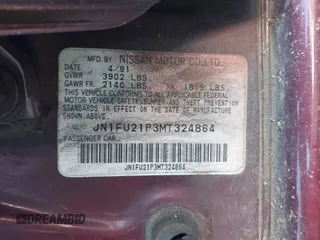 MFD. BY NISSAN MOTOR CO.,LTD.
4/91
GVWR 3902 LBS.
GAWR FR 2140 LBS. RR 1819 LBS
THIS VEHICLE CONFORMS TO ALL APPLICABLE FEDERAL
MOTOR VEHICLE SAFETY, BUMPER, AND THEFT PREVENTION
STANDARDS IN EFFECT ON THE DATE OF MANUFACTURE
SHOWN ABOVE.
JN1FU21P3MT324864
PASSENGER CAR
JN1FU21P3MT324864
DREAMBID